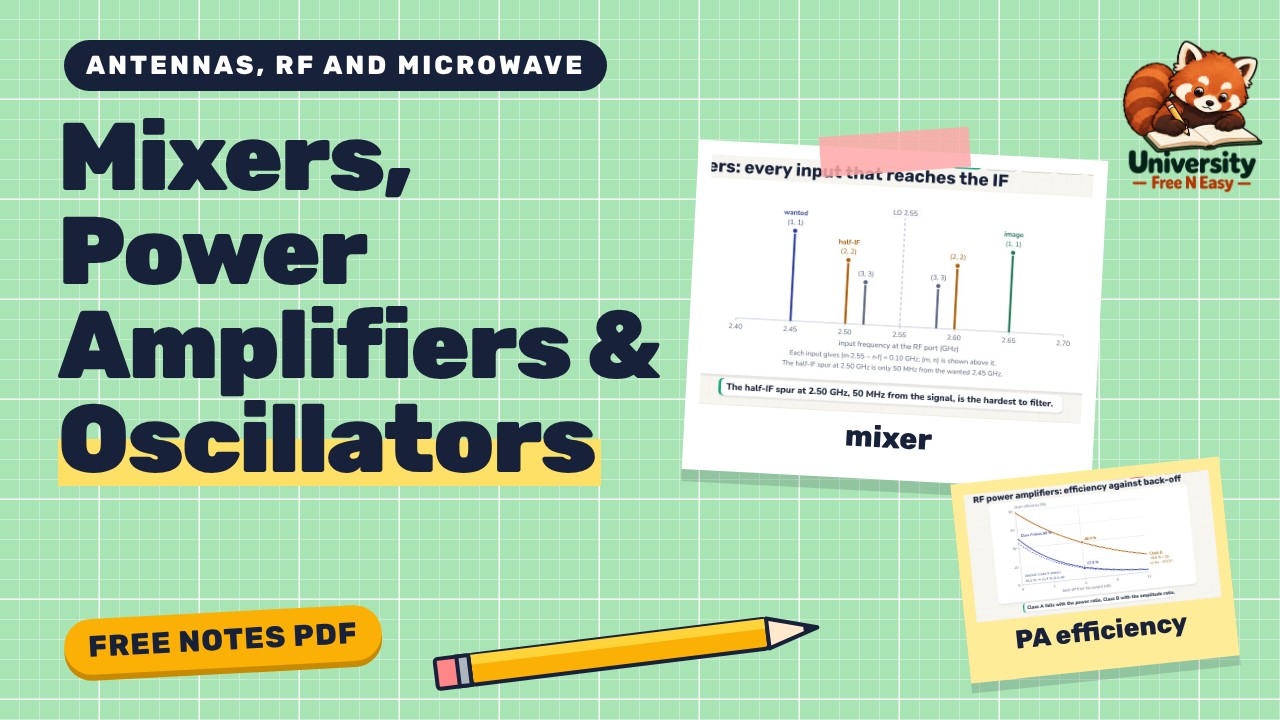 ANTENNAS, RF AND MICROWAVE
Mixers,
Power
Amplifiers &
Oscillators
FREE NOTES PDF
University
Free N Easy
ers: every input that reaches the IF
wanted
(1, 1)
half-IF
(2, 2)
(3, 3)
LO 2.55
(3, 3)
(2, 2)
image
(1, 1)
2.40 2.45 2.50 2.55 2.60 2.65 2.70
input frequency at the RF port (GHz)
Each input gives |m·2.55 − n·f| = 0.10 GHz; (m, n) is shown above it.
The half-IF spur at 2.50 GHz is only 50 MHz from the wanted 2.45 GHz.
The half-IF spur at 2.50 GHz, 50 MHz from the signal, is the hardest to filter.
mixer
RF power amplifiers: efficiency against back-off
Class A falls with the power ratio, Class B with the amplitude ratio.
PA efficiency